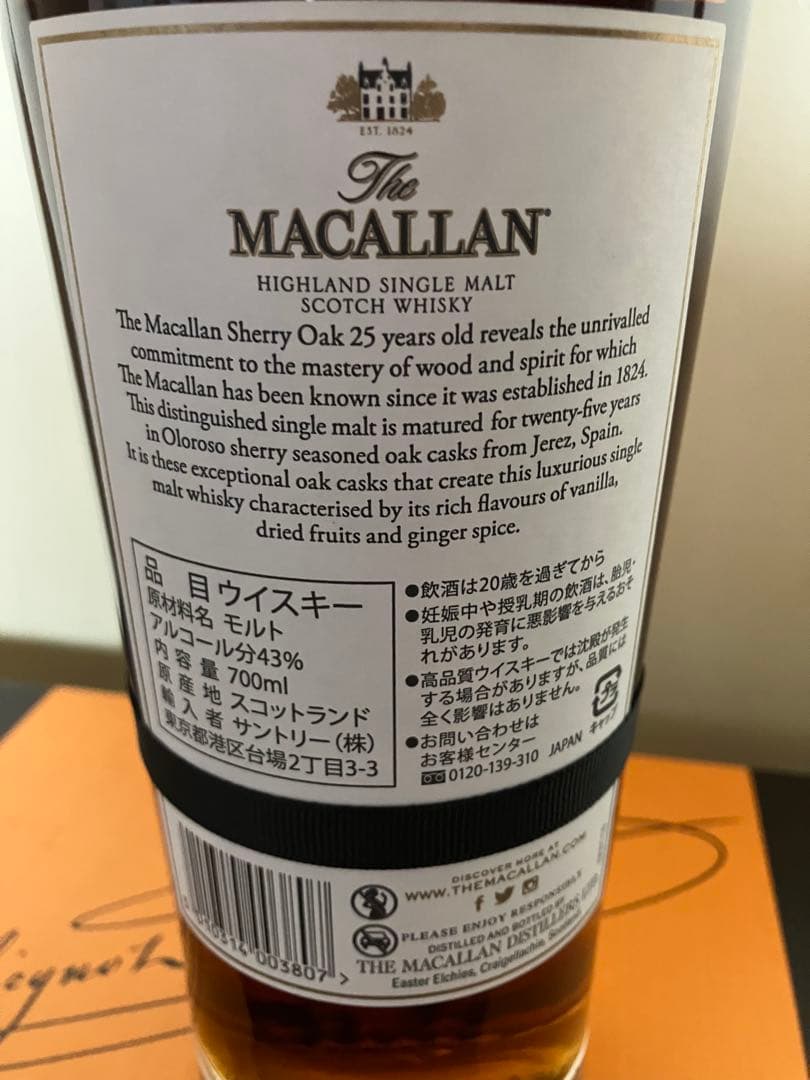 EST. 1824
The
MACALLAN
HIGHLAND SINGLE MALT
SCOTCH WHISKY
The Macallan Sherry Oak 25 years old reveals the unrivalled
commitment to the mastery of wood and spirit for which
The Macallan has been known since it was established in 1824.
This distinguished single malt is matured for twenty-five years
in Oloroso sherry seasoned oak casks from Jerez, Spain.
It is these exceptional oak casks that create this luxurious single
malt whisky characterised by its rich flavours of vanilla,
dried fruits and ginger spice.
品 目 ウイスキー
原材料名 モルト
アルコール分43%
内 容 量 700ml
原 産 地 スコットランド
輸 入 者 サントリー(株)
東京都港区台場2丁目3-3
●飲酒は20歳を過ぎてから
●妊娠中や授乳期の飲酒は、胎児・
乳児の発育に悪影響を与えるおそ
れがあります。
●高品質ウイスキーでは沈殿が発生
する場合がありますが、品質には
全く影響はありません。
●お問い合わせは
お客様センター
0120-139-310 JAPAN キャップ
DISCOVER MORE AT
WWW.THEMACALLAN.COM
PLEASE ENJOY RESPONSIBLY
DISTILLED AND BOTTLED BY
THE MACALLAN DISTILLERS LTD
Easter Elchies, Craigellachie, Scotland
003807 >